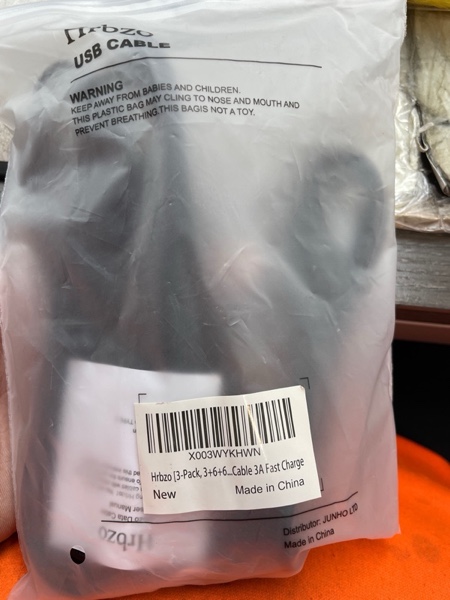 Hrbzo
USB CABLE
WARNING
KEEP AWAY FROM BABIES AND CHILDREN.
THIS PLASTIC BAG MAY CLING TO NOSE AND MOUTH AND
PREVENT BREATHING.THIS BAGIS NOT A TOY.
X003WYKHWN
Hrbzo [3-Pack, 3+6+6...Cable 3A Fast Charge
New
Made in China
Hrbzo
Distributor: JUNHO LTD
Made in China